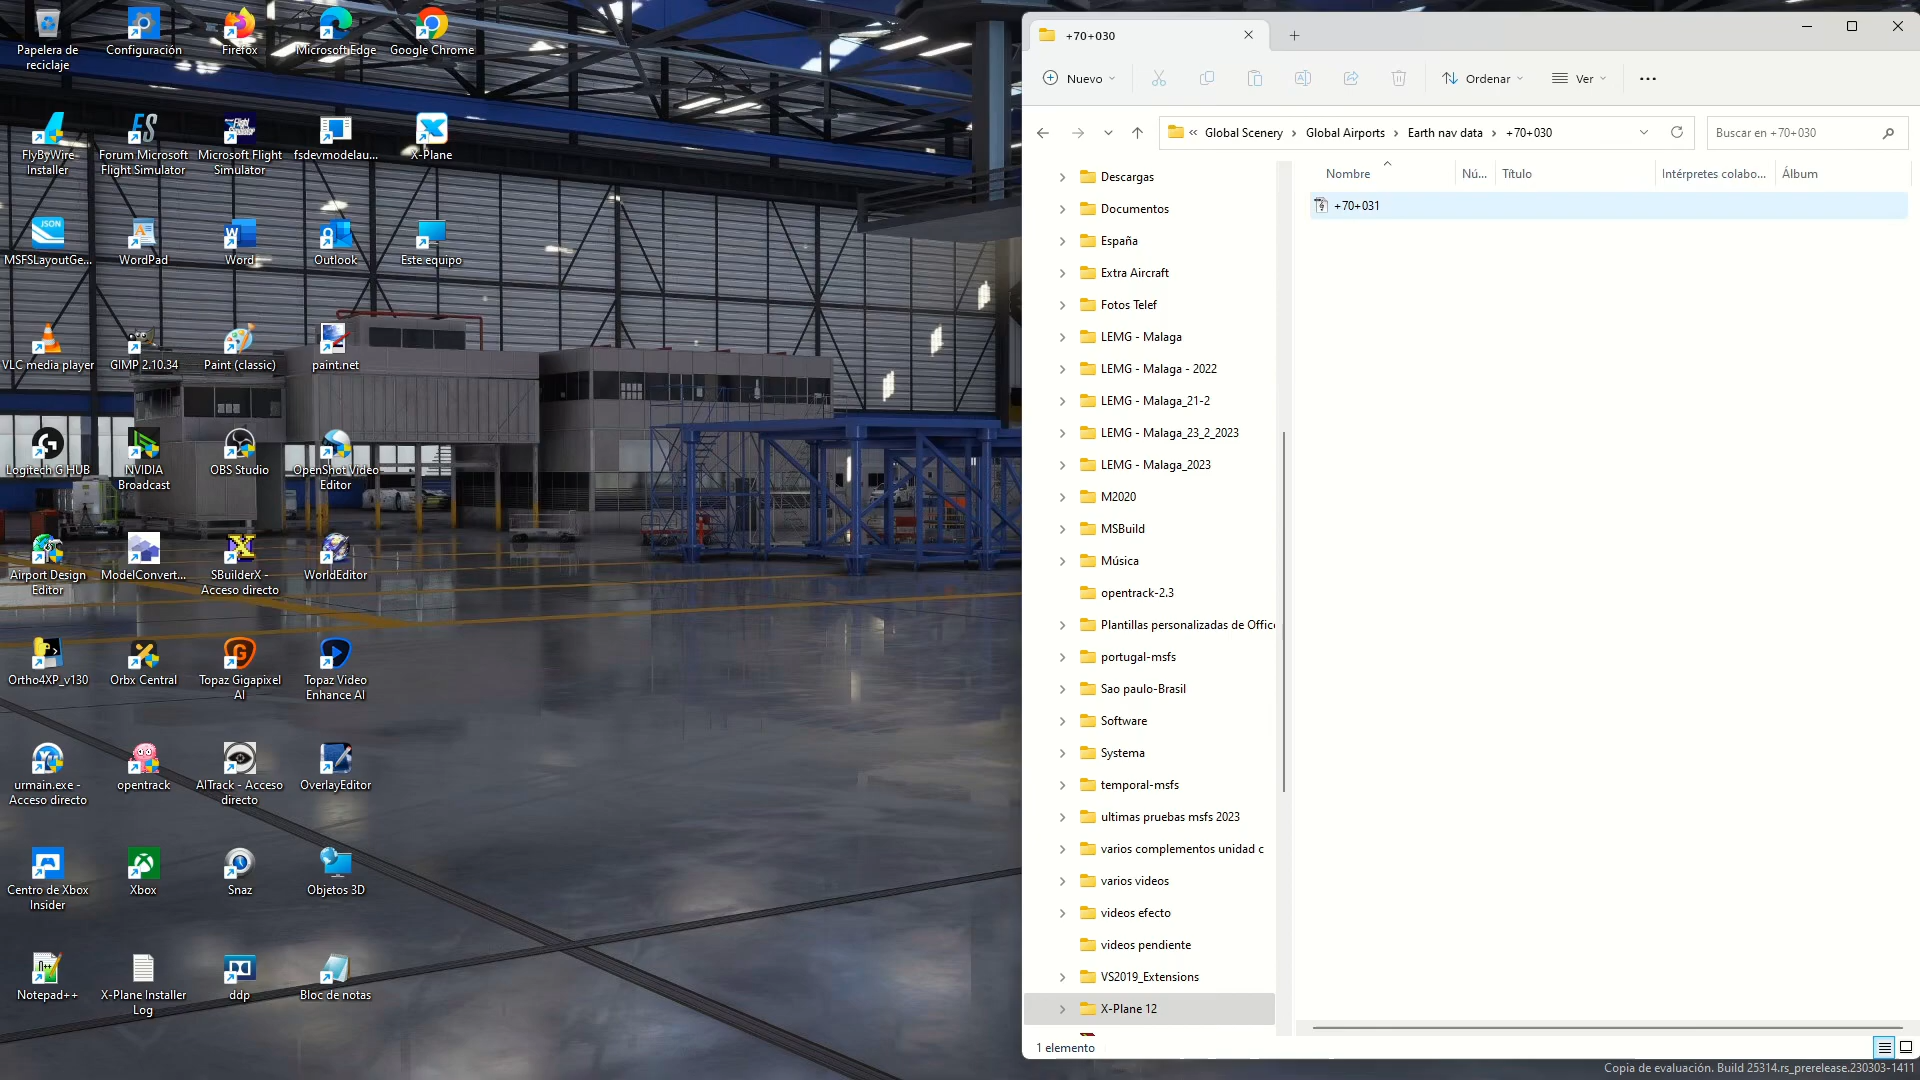 Papelera de
reciclaje
Configuración
Firefox
Microsoft Edge
Google Chrome
FlyByWire
Installer
Forum Microsoft
Flight Simulator
Microsoft Flight
Simulator
fsdevmodelau...
X-Plane
MSFSLayoutGe...
WordPad
Word
Outlook
Este equipo
VLC media player
GIMP 2.10.34
Paint (classic)
paint.net
Logitech G HUB
NVIDIA
Broadcast
OBS Studio
OpenShot Video
Editor
Airport Design
Editor
ModelConvert...
SBuilderX -
Acceso directo
WorldEditor
Ortho4XP_v130
Orbx Central
Topaz Gigapixel
AI
Topaz Video
Enhance AI
urmain.exe -
Acceso directo
opentrack
AITrack - Acceso
directo
OverlayEditor
Centro de Xbox
Insider
Xbox
Snaz
Objetos 3D
Notepad++
X-Plane Installer
Log
ddp
Bloc de notas
+70+030
Nuevo
Ordenar
Ver
« Global Scenery > Global Airports > Earth nav data > +70+030
Buscar en +70+030
Nombre
Nú...
Título
Intérpretes colabo...
Álbum
+70+031
Descargas
Documentos
España
Extra Aircraft
Fotos Telef
LEMG - Malaga
LEMG - Malaga - 2022
LEMG - Malaga_21-2
LEMG - Malaga_23_2_2023
LEMG - Malaga_2023
M2020
MSBuild
Música
opentrack-2.3
Plantillas personalizadas de Office
portugal-msfs
Sao paulo-Brasil
Software
Systema
temporal-msfs
ultimas pruebas msfs 2023
varios complementos unidad c
varios videos
videos efecto
videos pendiente
VS2019_Extensions
X-Plane 12
1 elemento
Copia de evaluación. Build 25314.rs_prerelease.230303-1411